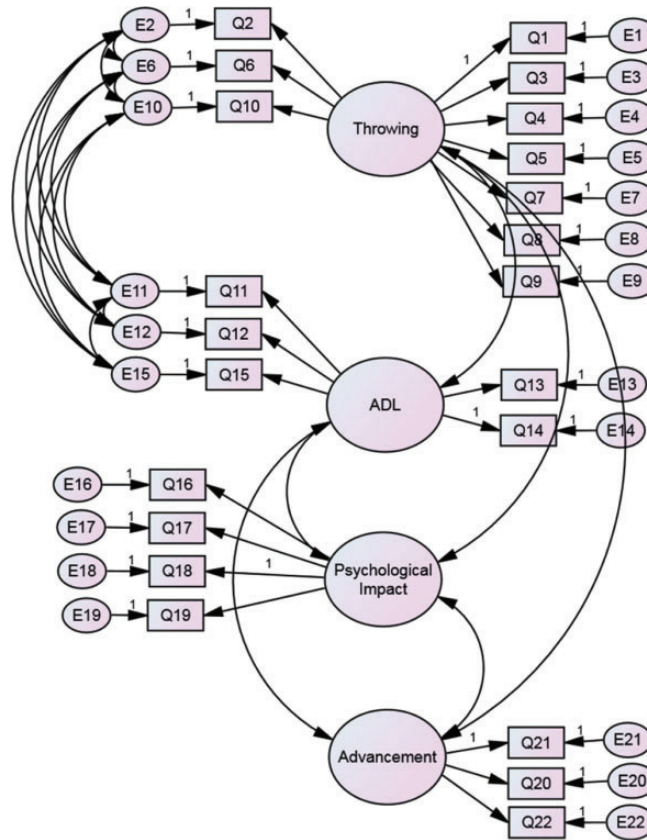 E2 1 Q2 Q1 1 E1
1
E6 1 Q6 Q3 1 E3
E10 1 Q10 Throwing Q4 1 E4
Q5 1 E5
Q7 1 E7
Q8 1 E8
Q9 1 E9
E11 1 Q11
E12 1 Q12
E15 1 Q15 ADL Q13 1 E13
1 Q14 1 E14
E16 1 Q16
E17 1 Q17
E18 1 Q18 1 Psychological
Impact
E19 1 Q19
Advancement 1 Q21 1 E21
Q20 1 E20
Q22 1 E22